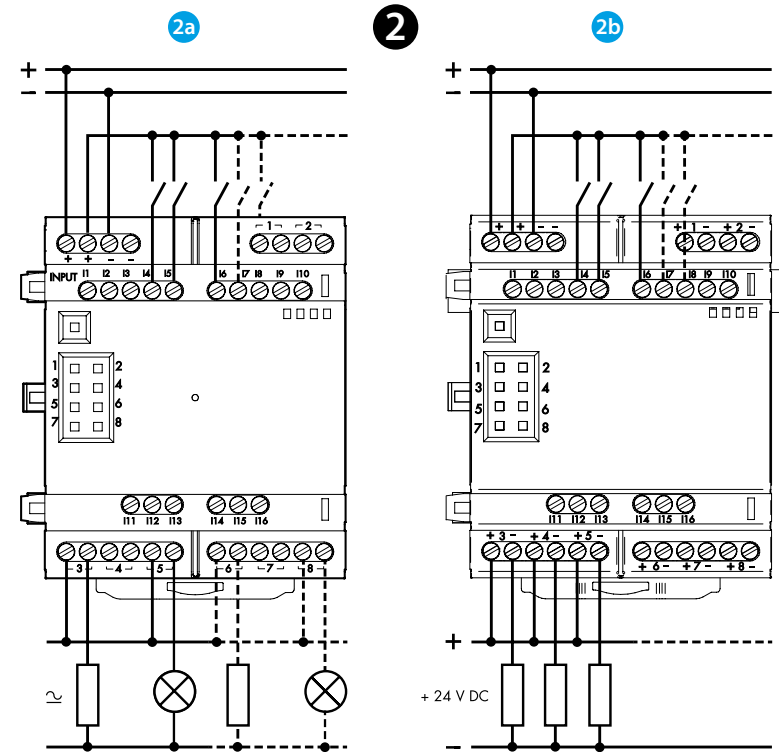 2a 2 2b
+ +
– –
1 2 + + – – + 1 – + 2 –
+ + – –
INPUT I1 I2 I3 I4 I5 I6 I7 I8 I9 I10 I1 I2 I3 I4 I5 I6 I7 I8 I9 I10
1 2 1 2
3 4 3 4
5 6 5 6
7 8 7 8
I11 I12 I13 I14 I15 I16 I11 I12 I13 I14 I15 I16
+ 3 – + 4 – + 5 –
3 4 5 6 7 8 + 6 – + 7 – + 8 –
+
≃ + 24 V DC
–